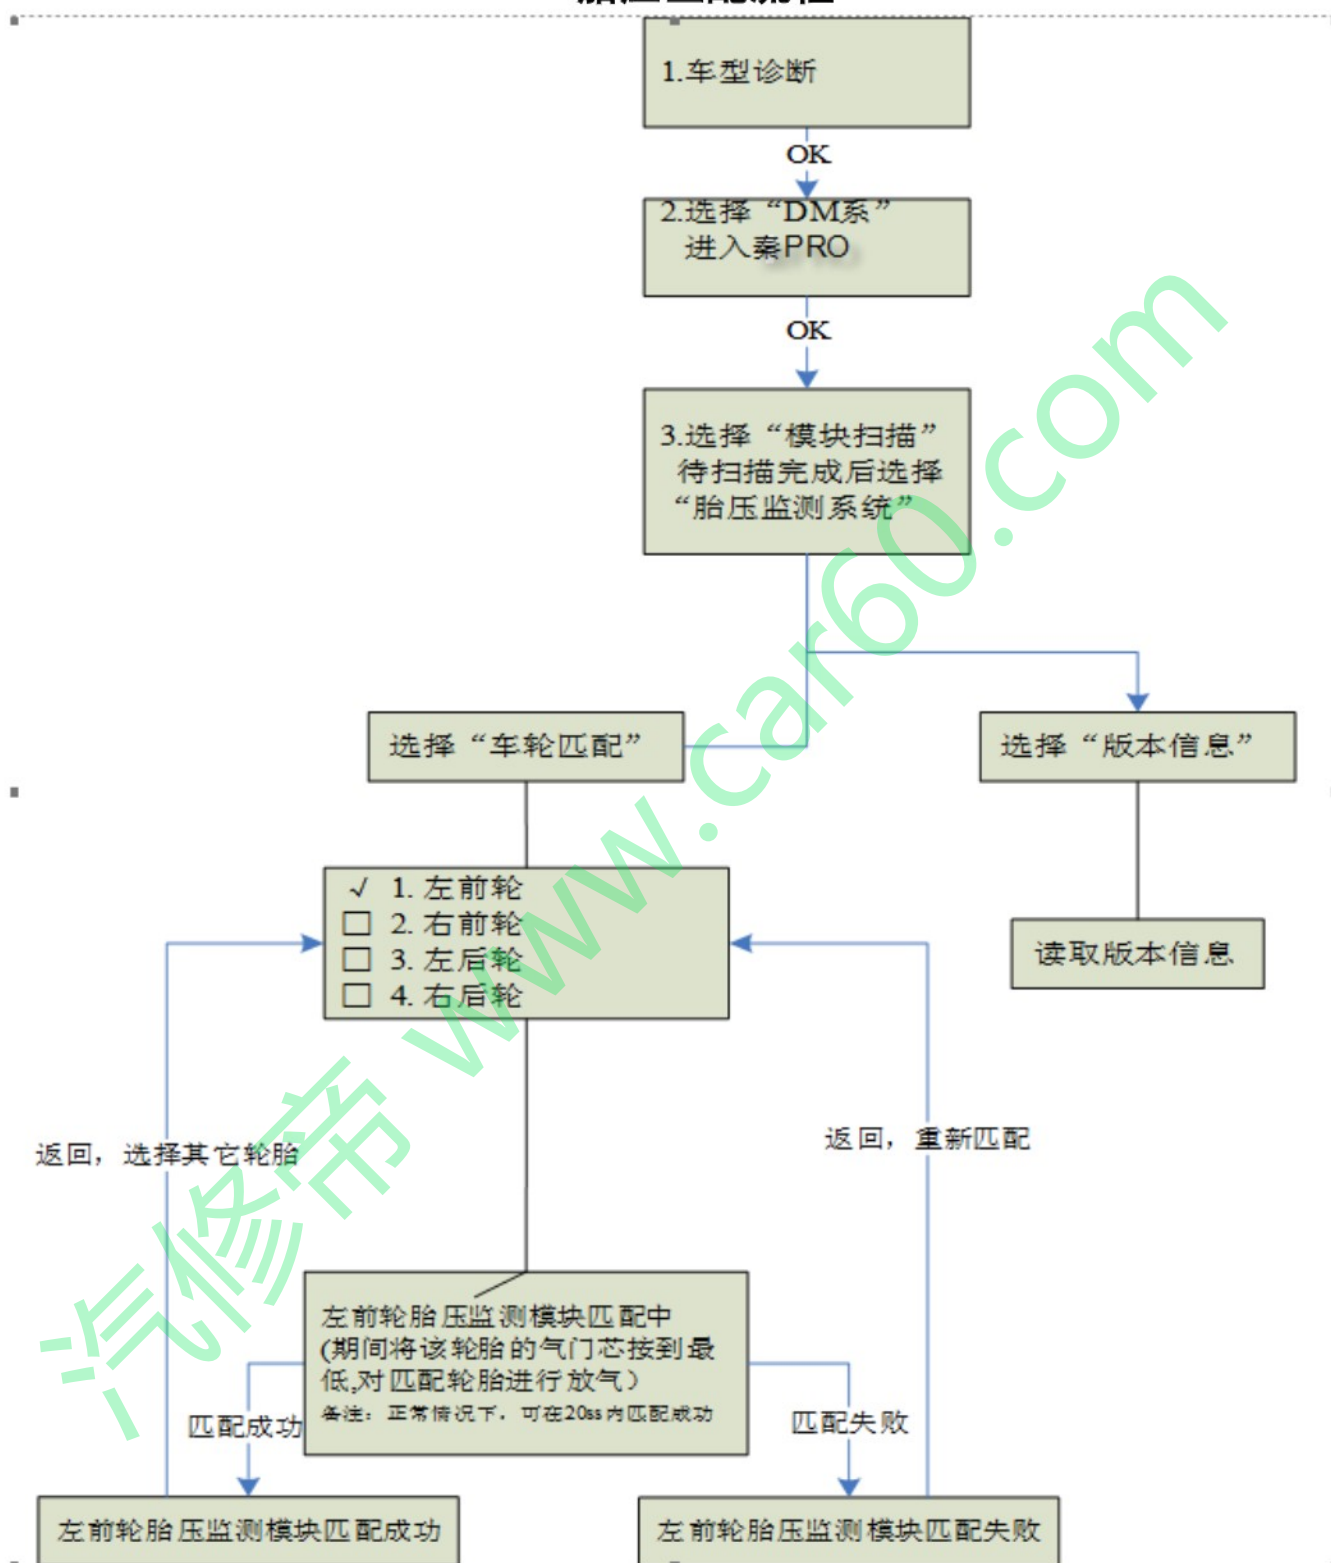 胎压匹配流程
1.车型诊断
OK
2.选择“DM系”
进入秦PRO
OK
3.选择“模块扫描”
待扫描完成后选择
“胎压监测系统”
选择“车轮匹配”
选择“版本信息”
√ 1. 左前轮
□ 2. 右前轮
□ 3. 左后轮
□ 4. 右后轮
读取版本信息
返回，选择其它轮胎
返回，重新匹配
左前轮胎压监测模块匹配中
(期间将该轮胎的气门芯按到最
低,对匹配轮胎进行放气）
备注：正常情况下，可在20ss内匹配成功
匹配成功
匹配失败
左前轮胎压监测模块匹配成功
左前轮胎压监测模块匹配失败
汽修帝 www.car60.com